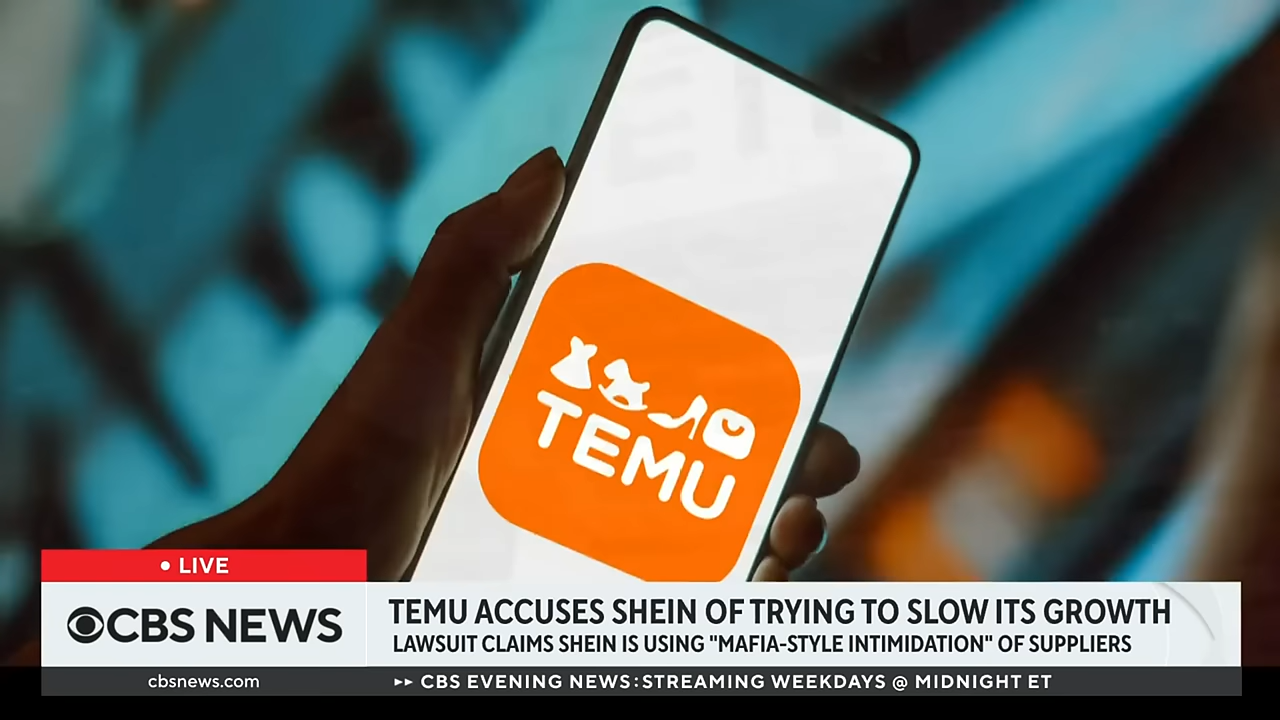 TEMU
• LIVE
CBS NEWS
TEMU ACCUSES SHEIN OF TRYING TO SLOW ITS GROWTH
LAWSUIT CLAIMS SHEIN IS USING "MAFIA-STYLE INTIMIDATION" OF SUPPLIERS
cbsnews.com
▸▸ CBS EVENING NEWS: STREAMING WEEKDAYS @ MIDNIGHT ET